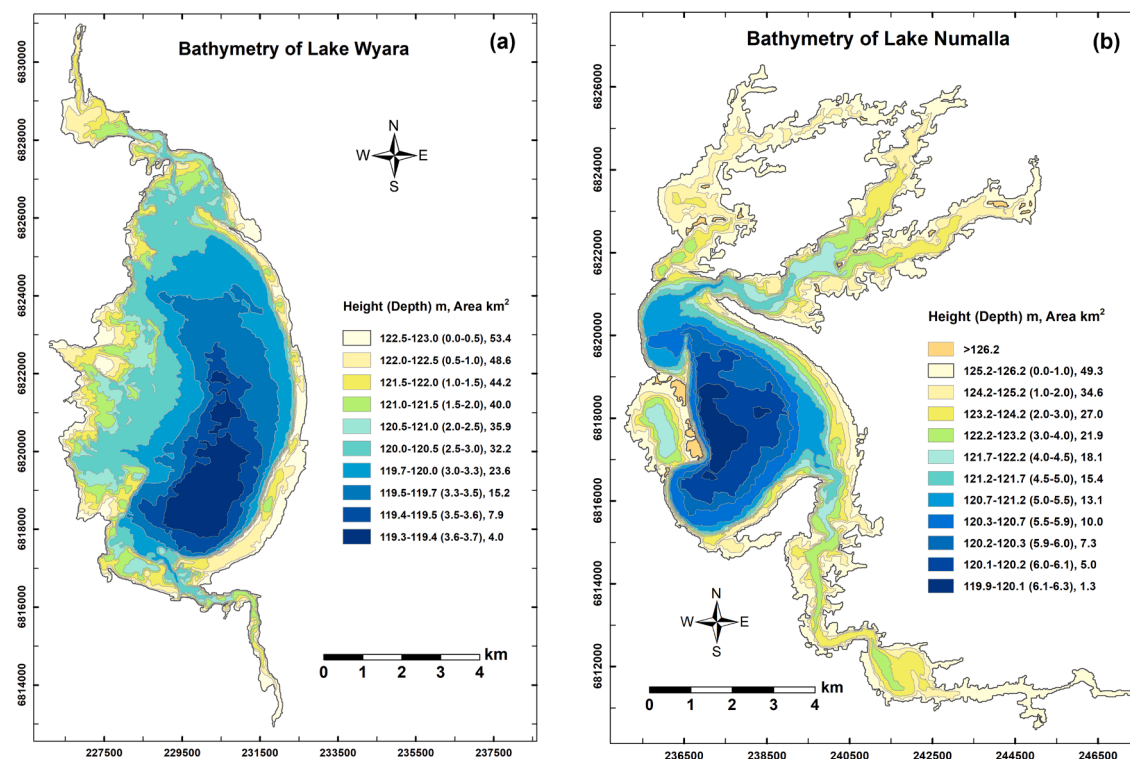 Bathymetry of Lake Wyara
(a)
N
W E
S
Height (Depth) m, Area km²
122.5-123.0 (0.0-0.5), 53.4
122.0-122.5 (0.5-1.0), 48.6
121.5-122.0 (1.0-1.5), 44.2
121.0-121.5 (1.5-2.0), 40.0
120.5-121.0 (2.0-2.5), 35.9
120.0-120.5 (2.5-3.0), 32.2
119.7-120.0 (3.0-3.3), 23.6
119.5-119.7 (3.3-3.5), 15.2
119.4-119.5 (3.5-3.6), 7.9
119.3-119.4 (3.6-3.7), 4.0
km
0 1 2 3 4
6830000
6828000
6826000
6824000
6822000
6820000
6818000
6816000
6814000
227500 229500 231500 233500 235500 237500
Bathymetry of Lake Numalla
(b)
Height (Depth) m, Area km²
>126.2
125.2-126.2 (0.0-1.0), 49.3
124.2-125.2 (1.0-2.0), 34.6
123.2-124.2 (2.0-3.0), 27.0
122.2-123.2 (3.0-4.0), 21.9
121.7-122.2 (4.0-4.5), 18.1
121.2-121.7 (4.5-5.0), 15.4
120.7-121.2 (5.0-5.5), 13.1
120.3-120.7 (5.5-5.9), 10.0
120.2-120.3 (5.9-6.0), 7.3
120.1-120.2 (6.0-6.1), 5.0
119.9-120.1 (6.1-6.3), 1.3
N
W E
S
km
0 1 2 3 4
6826000
6824000
6822000
6820000
6818000
6816000
6814000
6812000
236500 238500 240500 242500 244500 246500